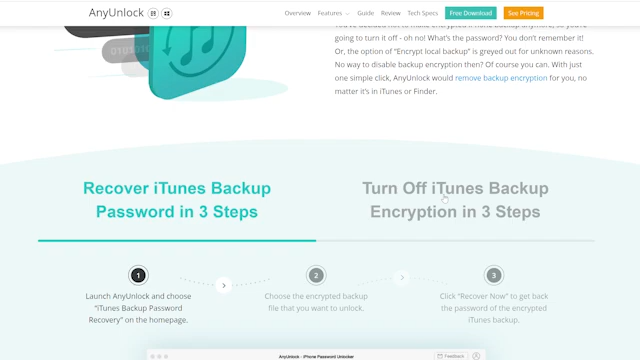 AnyUnlock
Overview Features Guide Review Tech Specs Free Download See Pricing
going to turn it off - oh no! What's the password? You don't remember it!
Or, the option of "Encrypt local backup" is greyed out for unknown reasons.
No way to disable backup encryption then? Of course you can. With just
one simple click, AnyUnlock would remove backup encryption for you, no
matter it's in iTunes or Finder.
Recover iTunes Backup
Password in 3 Steps
Turn Off iTunes Backup
Encryption in 3 Steps
1
2
3
Launch AnyUnlock and choose
"iTunes Backup Password
Recovery" on the homepage.
Choose the encrypted backup
file that you want to unlock.
Click "Recover Now" to get back
the password of the encrypted
iTunes backup.
AnyUnlock - iPhone Password Unlocker
Feedback